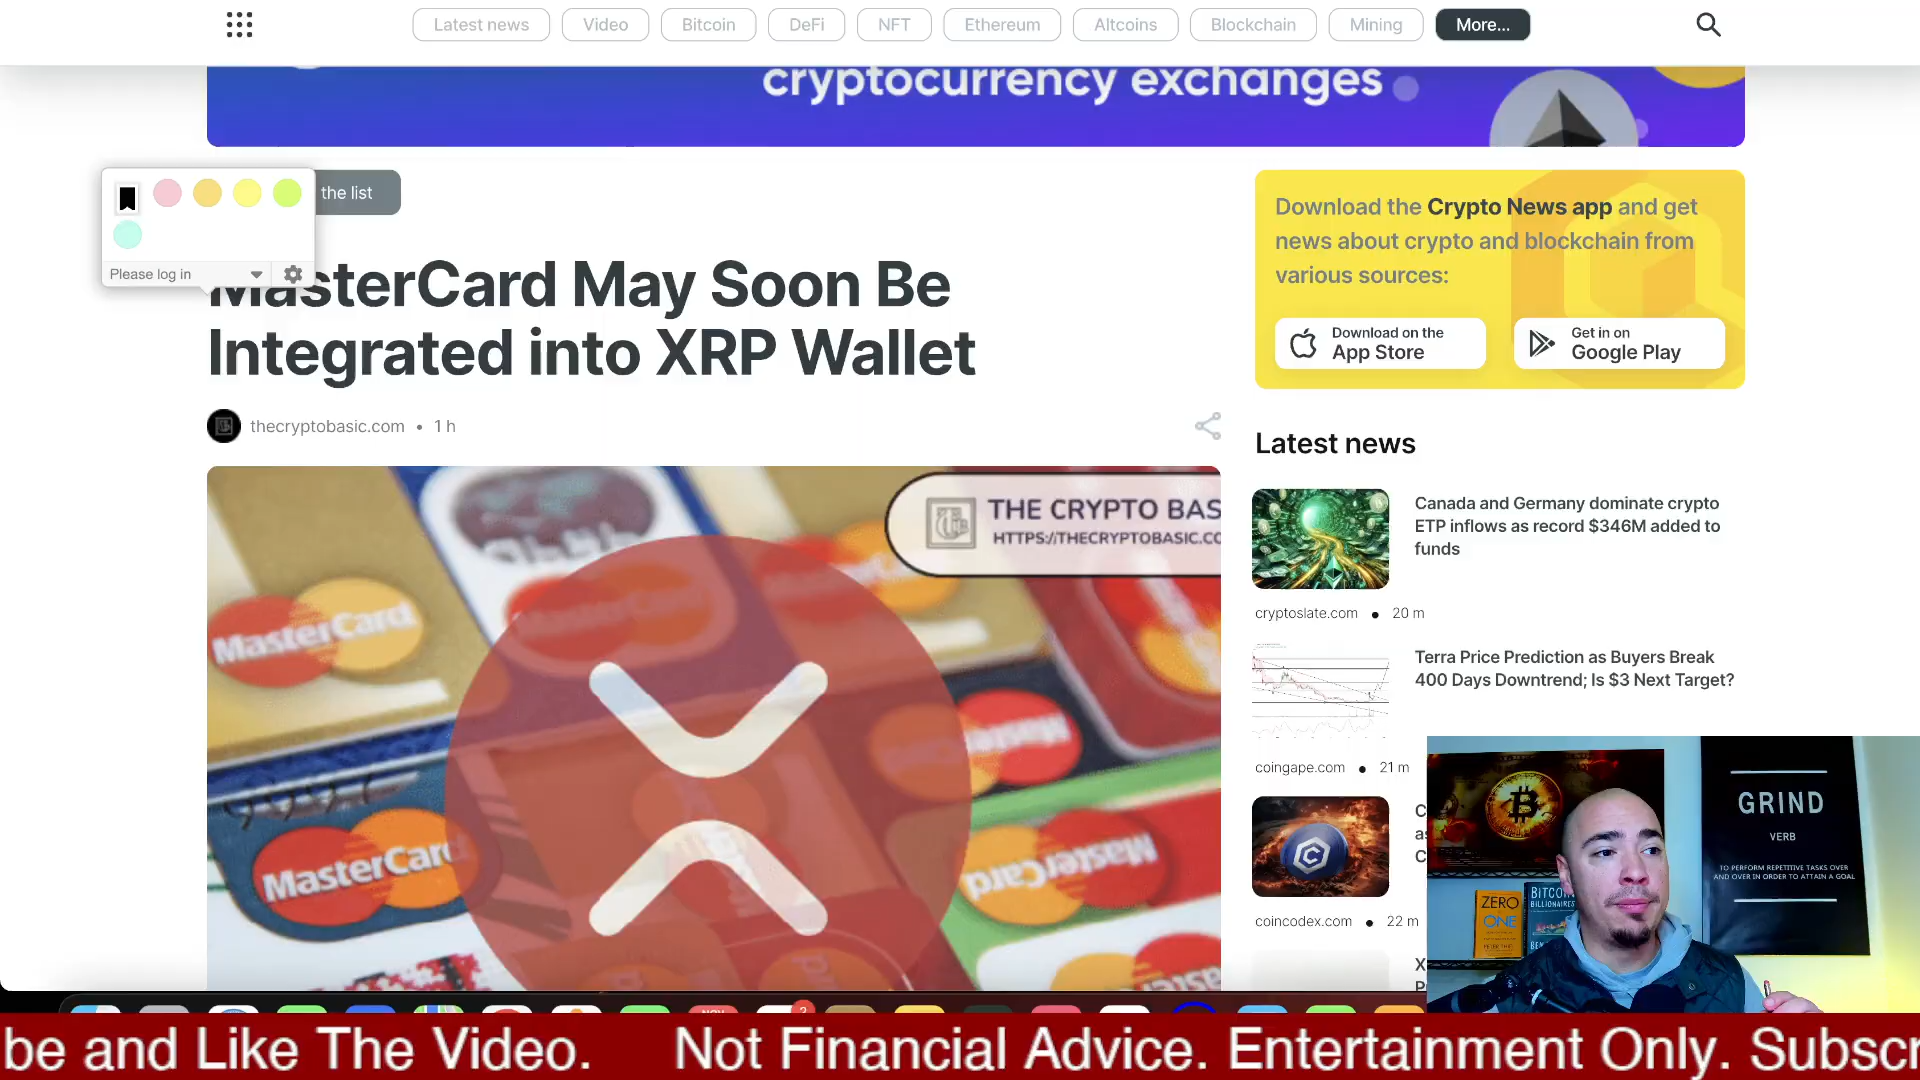 Latest news
Video
Bitcoin
DeFi
NFT
Ethereum
Altcoins
Blockchain
Mining
More...
cryptocurrency exchanges
the list
Please log in
MasterCard May Soon Be
Integrated into XRP Wallet
thecryptobasic.com • 1 h
THE CRYPTO BAS
HTTPS://THECRYPTOBASIC.CO
MasterCard
MasterCard
MasterCard
Download the Crypto News app and get
news about crypto and blockchain from
various sources:
Download on the
App Store
Get in on
Google Play
Latest news
Canada and Germany dominate crypto
ETP inflows as record $346M added to
funds
cryptoslate.com • 20 m
Terra Price Prediction as Buyers Break
400 Days Downtrend; Is $3 Next Target?
coingape.com • 21 m
coincodex.com • 22 m
GRIND
VERB
TO PERFORM REPETITIVE TASKS OVER
AND OVER IN ORDER TO ATTAIN A GOAL
ZERO
ONE
BITCOIN
BILLIONAIRES
NOV
2
be and Like The Video. Not Financial Advice. Entertainment Only. Subscr